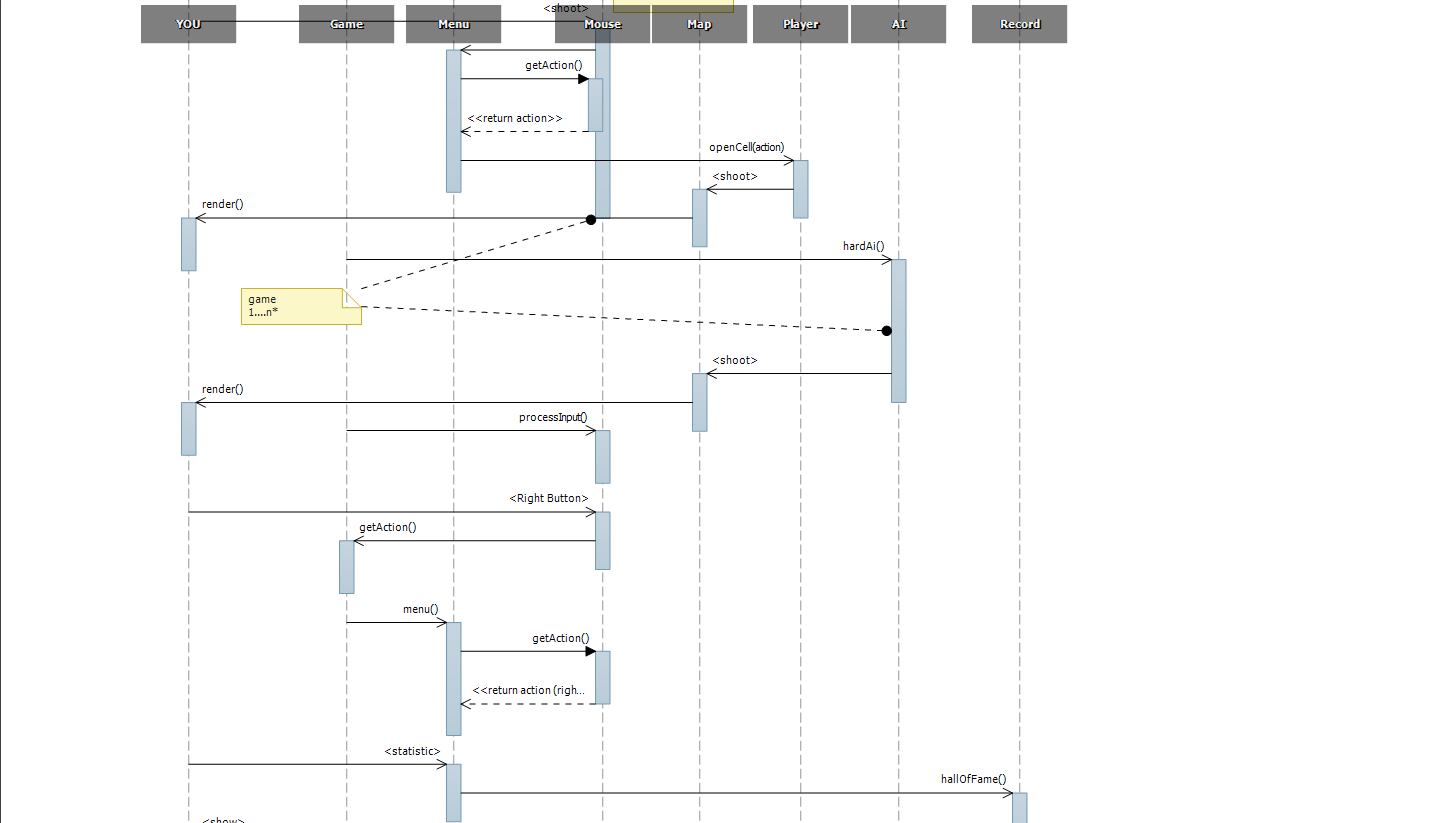 <shoot>
YOU Game Menu Mouse Map Player AI Record
getAction()
<<return action>>
openCell(action)
<shoot>
render()
hardAi()
game
1....n*
<shoot>
render()
processInput()
<Right Button>
getAction()
menu()
getAction()
<<return action (righ...
<statistic>
hallOfFame()
<show>